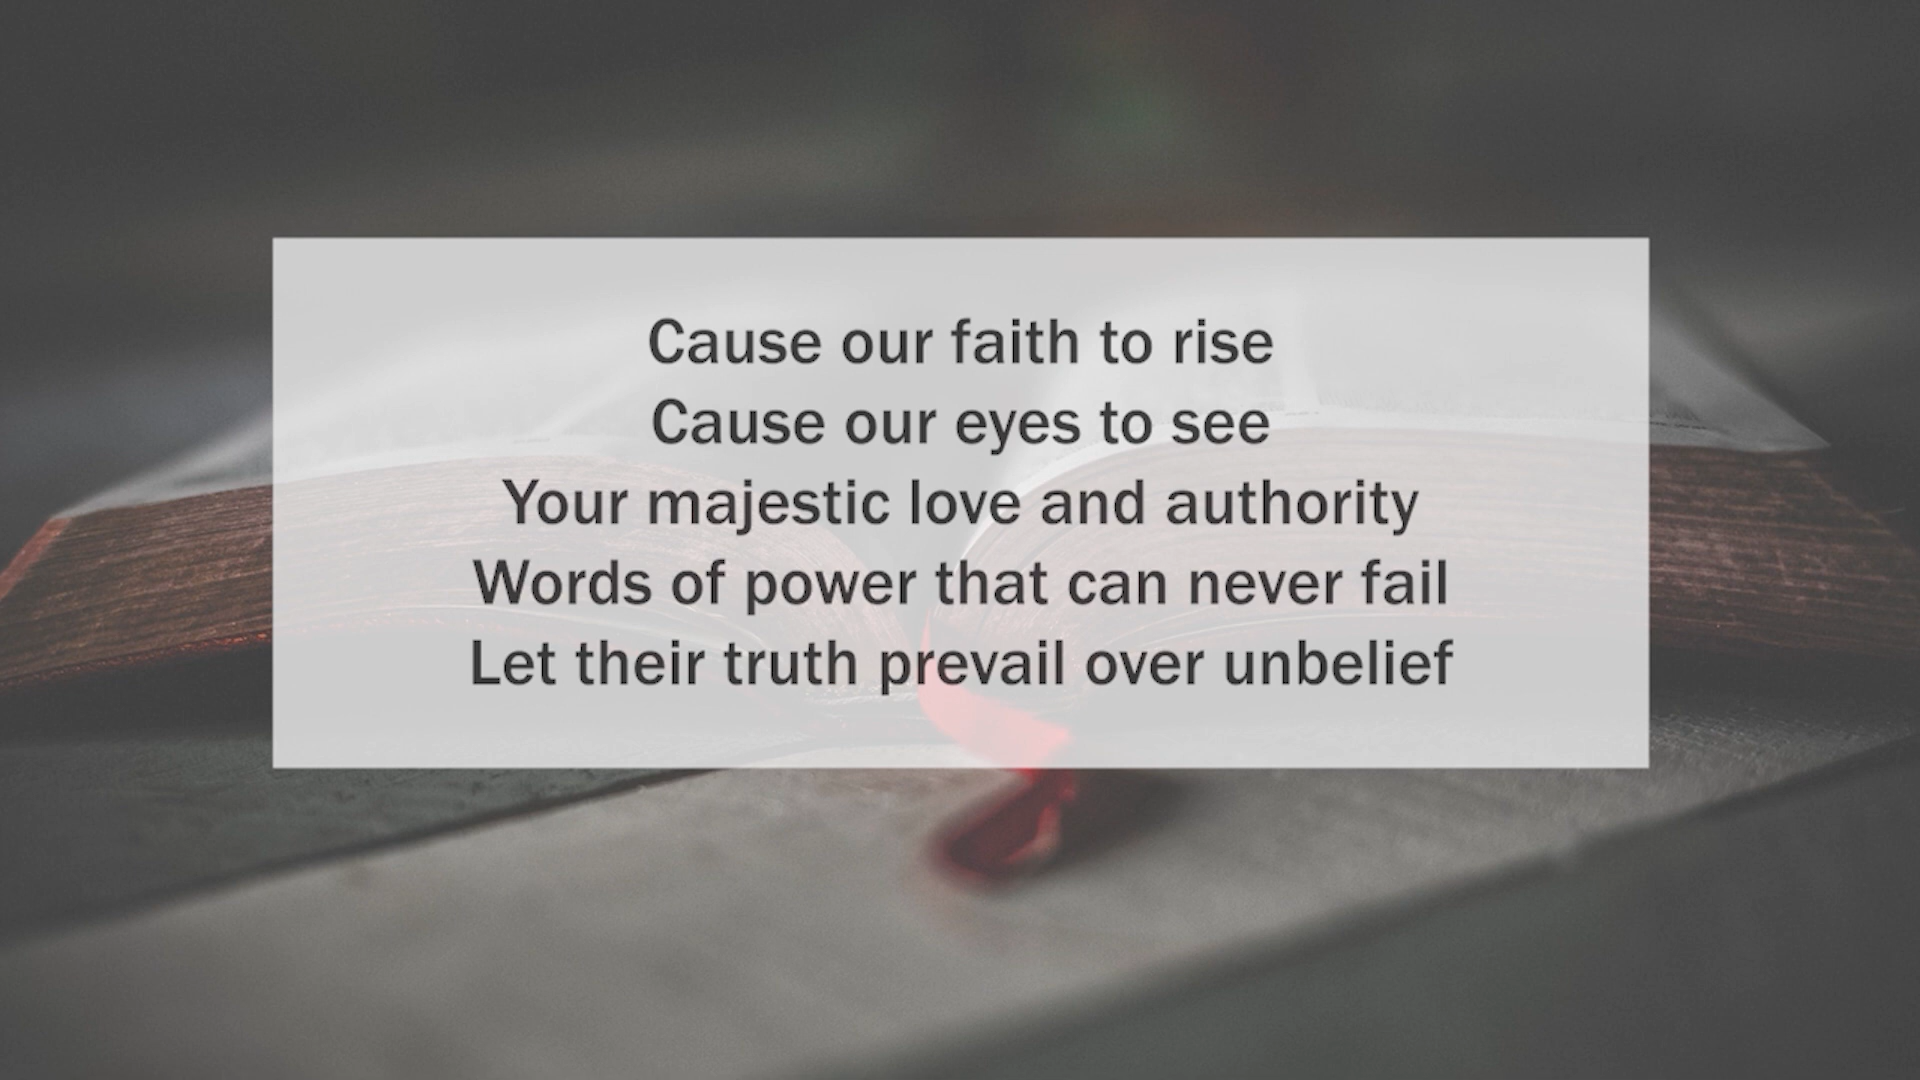 Cause our faith to rise
Cause our eyes to see
Your majestic love and authority
Words of power that can never fail
Let their truth prevail over unbelief